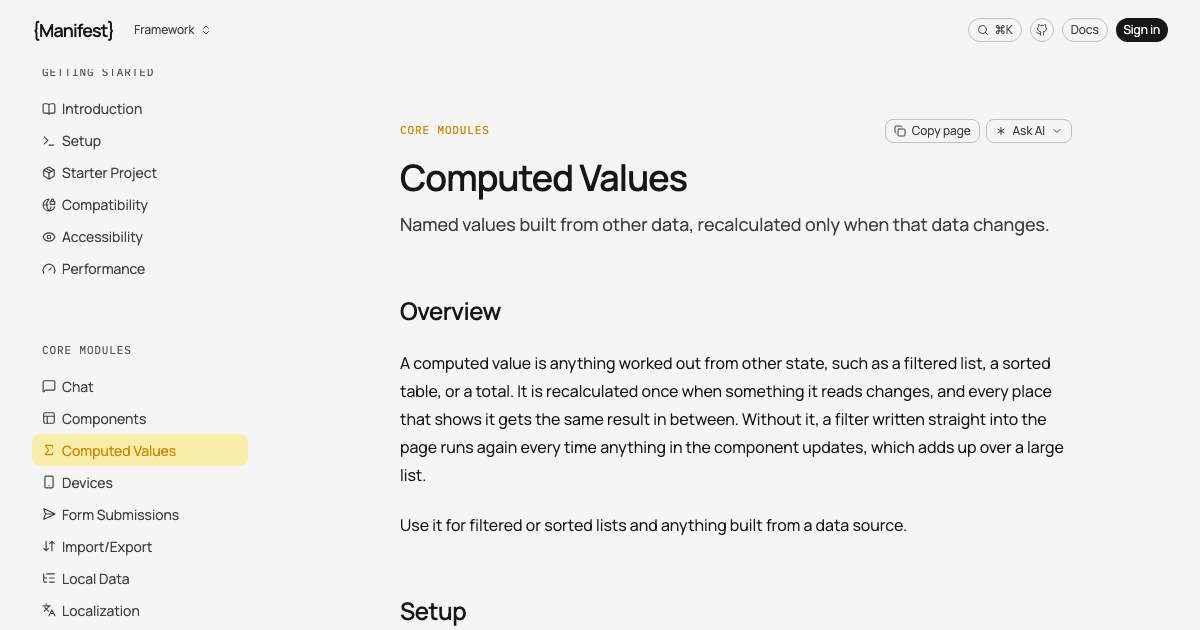 {Manifest}
Framework
⌘K
Docs
Sign in
GETTING STARTED
Introduction
Setup
Starter Project
Compatibility
Accessibility
Performance
CORE MODULES
Chat
Components
Computed Values
Devices
Form Submissions
Import/Export
Local Data
Localization
CORE MODULES
Copy page
Ask AI
Computed Values
Named values built from other data, recalculated only when that data changes.
Overview
A computed value is anything worked out from other state, such as a filtered list, a sorted
table, or a total. It is recalculated once when something it reads changes, and every place
that shows it gets the same result in between. Without it, a filter written straight into the
page runs again every time anything in the component updates, which adds up over a large
list.
Use it for filtered or sorted lists and anything built from a data source.
Setup